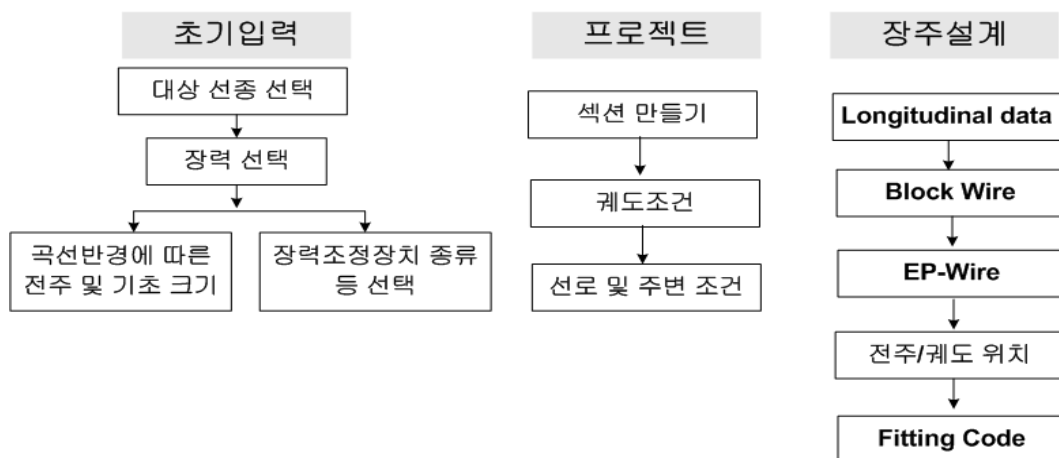 초기입력
대상 선종 선택
장력 선택
곡선반경에 따른
전주 및 기초 크기
장력조정장치 종류
등 선택
프로젝트
섹션 만들기
궤도조건
선로 및 주변 조건
장주설계
Longitudinal data
Block Wire
EP-Wire
전주/궤도 위치
Fitting Code